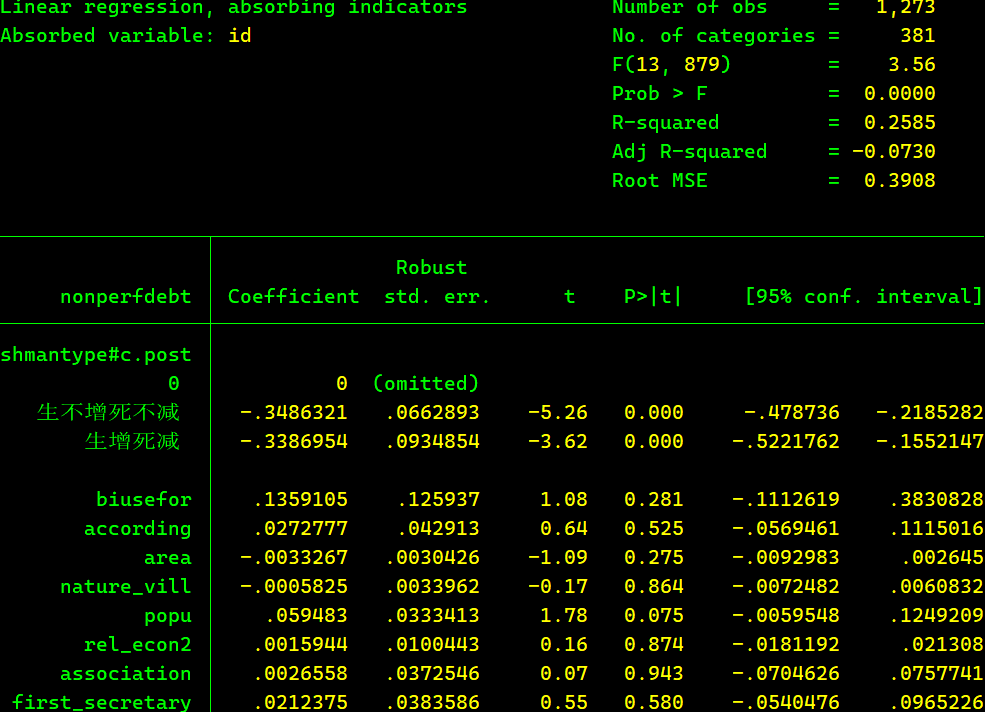 Linear regression, absorbing indicators Number of obs = 1,273
Absorbed variable: id No. of categories = 381
F(13, 879) = 3.56
Prob > F = 0.0000
R-squared = 0.2585
Adj R-squared = -0.0730
Root MSE = 0.3908
Robust
nonperfdebt Coefficient std. err. t P>|t| [95% conf. interval]
shmantype#c.post
0 0 (omitted)
生不增死不减 -.3486321 .0662893 -5.26 0.000 -.478736 -.2185282
生增死减 -.3386954 .0934854 -3.62 0.000 -.5221762 -.1552147
biusefor .1359105 .125937 1.08 0.281 -.1112619 .3830828
according .0272777 .042913 0.64 0.525 -.0569461 .1115016
area -.0033267 .0030426 -1.09 0.275 -.0092983 .002645
nature_vill -.0005825 .0033962 -0.17 0.864 -.0072482 .0060832
popu .059483 .0333413 1.78 0.075 -.0059548 .1249209
rel_econ2 .0015944 .0100443 0.16 0.874 -.0181192 .021308
association .0026558 .0372546 0.07 0.943 -.0704626 .0757741
first_secretary .0212375 .0383586 0.55 0.580 -.0540476 .0965226